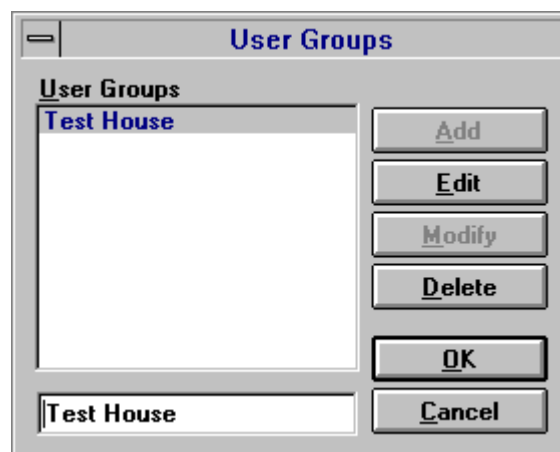 User Groups
User Groups
Test House
Add
Edit
Modify
Delete
OK
Test House
Cancel